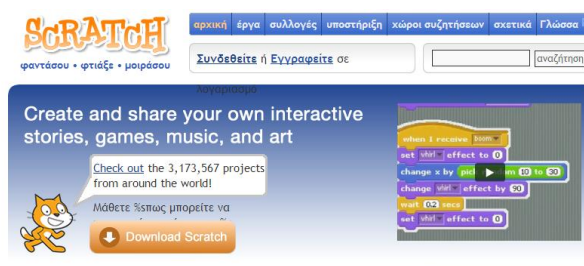 SCRATCH
φαντάσου • φτιάξε • μοιράσου
αρχική έργα συλλογές υποστήριξη χώροι συζητήσεων σχετικά Γλώσσα
Συνδεθείτε ή Εγγραφείτε σε
λογαριασμό
αναζήτηση
Create and share your own interactive
stories, games, music, and art
Check out the 3,173,567 projects
from around the world!
Μάθετε %σπως μπορείτε να
Download Scratch
when I receive boom
set whirl effect to 0
change x by pick random 10 to 30
change whirl effect by 90
wait 0.2 secs
set whirl effect to 0